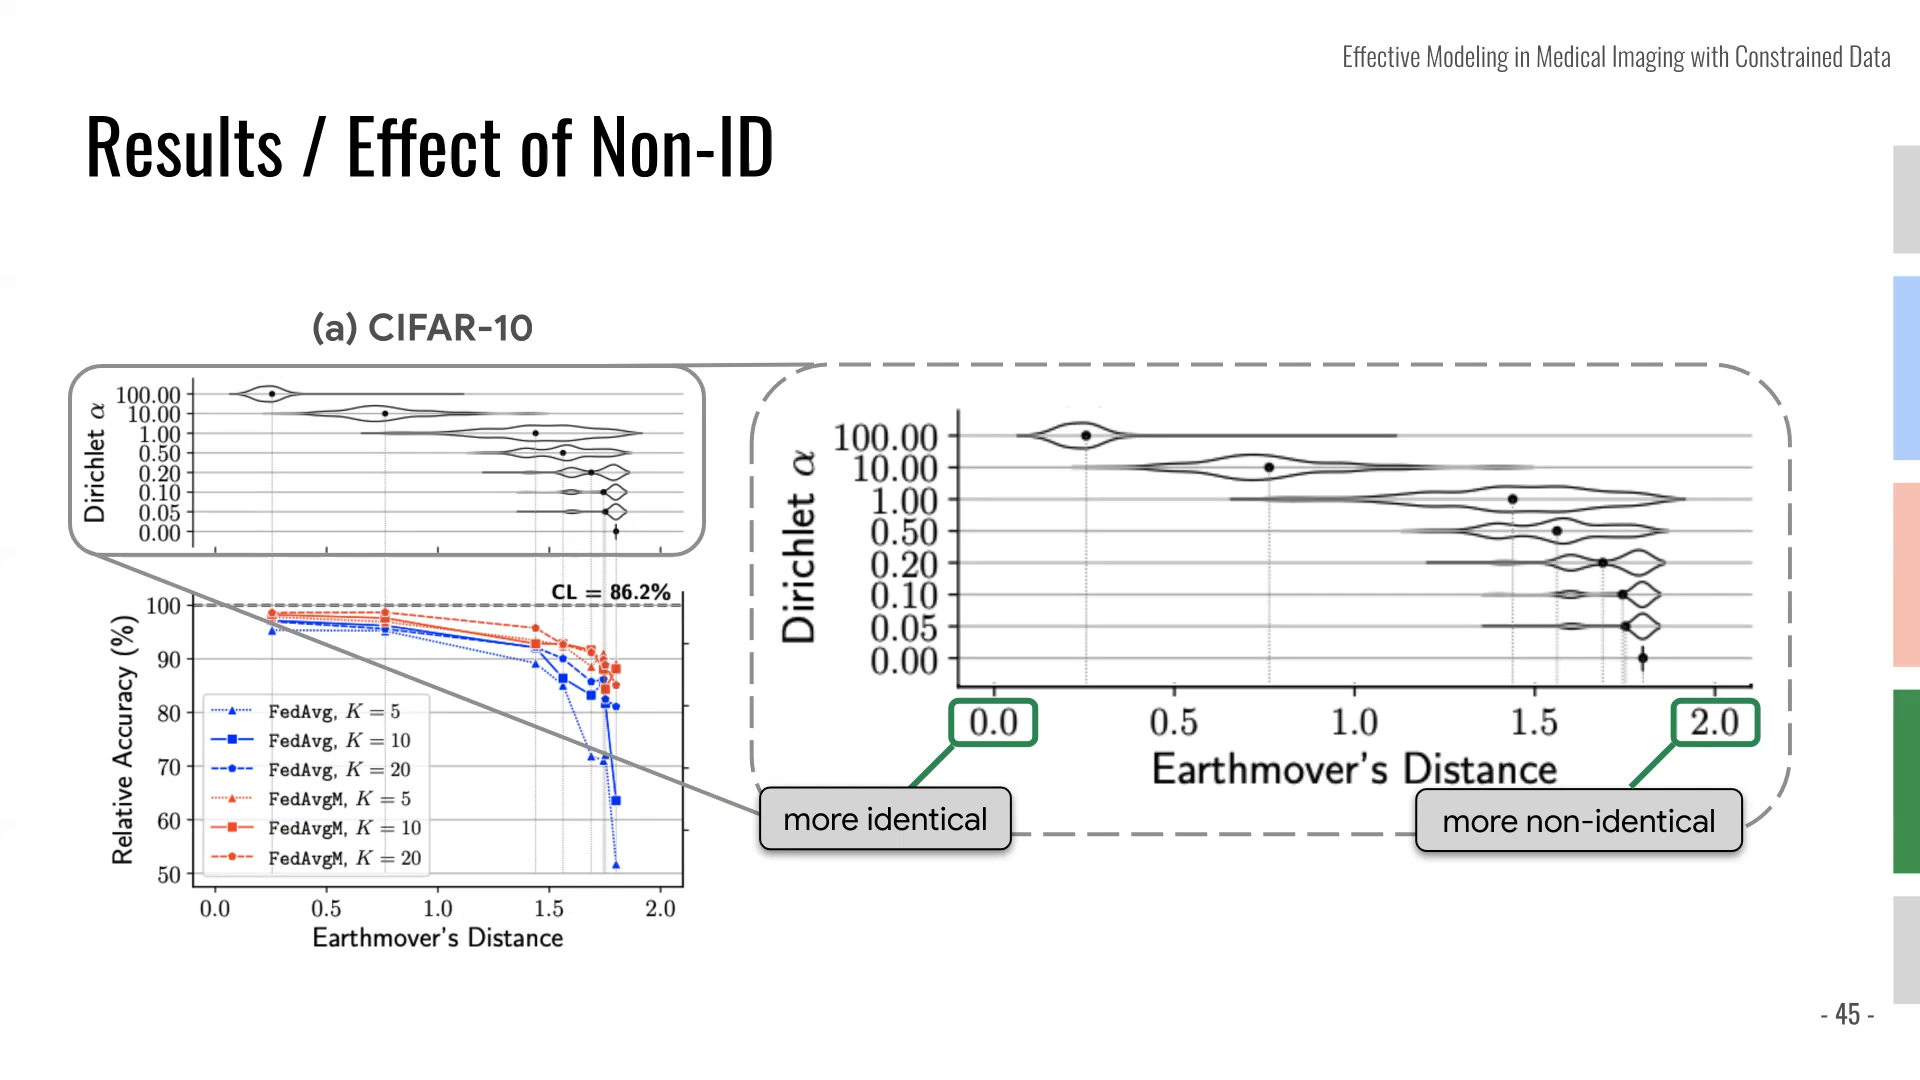 Effective Modeling in Medical Imaging with Constrained Data
Results / Effect of Non-ID
(a) CIFAR-10
Dirichlet α
100.00
10.00
1.00
0.50
0.20
0.10
0.05
0.00
CL = 86.2%
Relative Accuracy (%)
100
90
80
70
60
50
FedAvg, K = 5
FedAvg, K = 10
FedAvg, K = 20
FedAvgM, K = 5
FedAvgM, K = 10
FedAvgM, K = 20
0.0 0.5 1.0 1.5 2.0
Earthmover's Distance
Dirichlet α
100.00
10.00
1.00
0.50
0.20
0.10
0.05
0.00
0.0 0.5 1.0 1.5 2.0
Earthmover's Distance
more identical
more non-identical
- 45 -